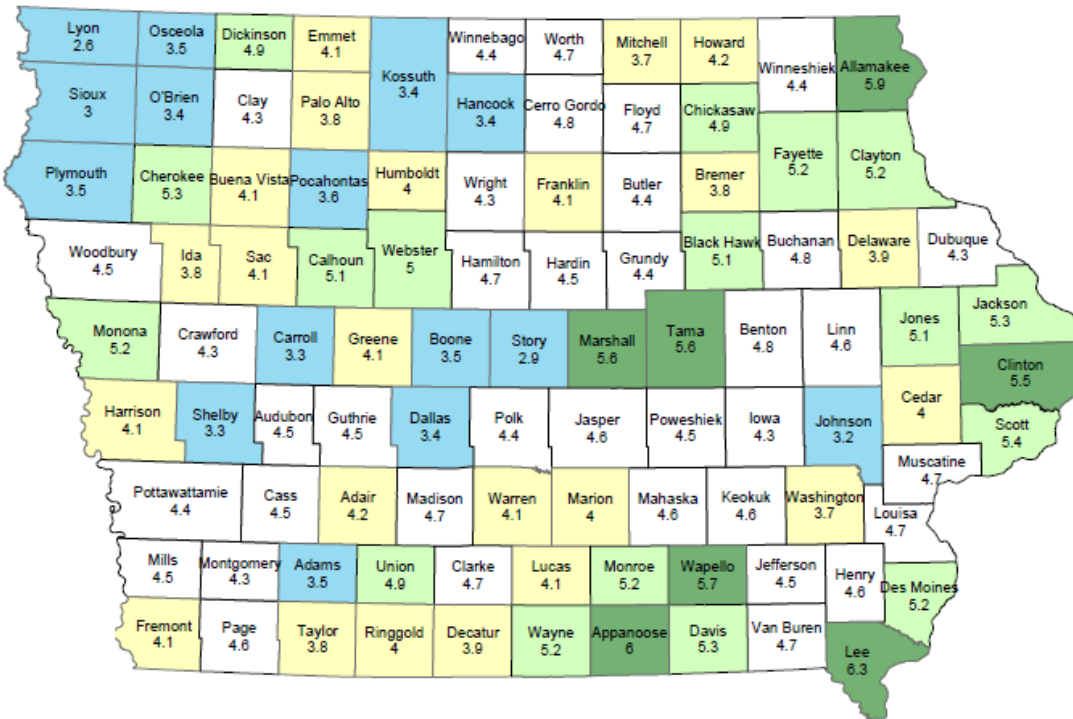 Lyon
2.6
Osceola
3.5
Dickinson
4.9
Emmet
4.1
Kossuth
3.4
Winnebago
4.4
Worth
4.7
Mitchell
3.7
Howard
4.2
Winneshiek
4.4
Allamakee
5.9
Sioux
3
O'Brien
3.4
Clay
4.3
Palo Alto
3.8
Hancock
3.4
Cerro Gordo
4.8
Floyd
4.7
Chickasaw
4.9
Plymouth
3.5
Cherokee
5.3
Buena Vista
4.1
Pocahontas
3.6
Humboldt
4
Wright
4.3
Franklin
4.1
Butler
4.4
Bremer
3.8
Fayette
5.2
Clayton
5.2
Woodbury
4.5
Ida
3.8
Sac
4.1
Calhoun
5.1
Webster
5
Hamilton
4.7
Hardin
4.5
Grundy
4.4
Black Hawk
5.1
Buchanan
4.8
Delaware
3.9
Dubuque
4.3
Monona
5.2
Crawford
4.3
Carroll
3.3
Greene
4.1
Boone
3.5
Story
2.9
Marshall
5.6
Tama
5.6
Benton
4.8
Linn
4.6
Jones
5.1
Jackson
5.3
Clinton
5.5
Harrison
4.1
Shelby
3.3
Audubon
4.5
Guthrie
4.5
Dallas
3.4
Polk
4.4
Jasper
4.6
Poweshiek
4.5
Iowa
4.3
Johnson
3.2
Cedar
4
Scott
5.4
Muscatine
4.7
Pottawattamie
4.4
Cass
4.5
Adair
4.2
Madison
4.7
Warren
4.1
Marion
4
Mahaska
4.6
Keokuk
4.6
Washington
3.7
Louisa
4.7
Mills
4.5
Montgomery
4.3
Adams
3.5
Union
4.9
Clarke
4.7
Lucas
4.1
Monroe
5.2
Wapello
5.7
Jefferson
4.5
Henry
4.6
Des Moines
5.2
Fremont
4.1
Page
4.6
Taylor
3.8
Ringgold
4
Decatur
3.9
Wayne
5.2
Appanoose
6
Davis
5.3
Van Buren
4.7
Lee
6.3